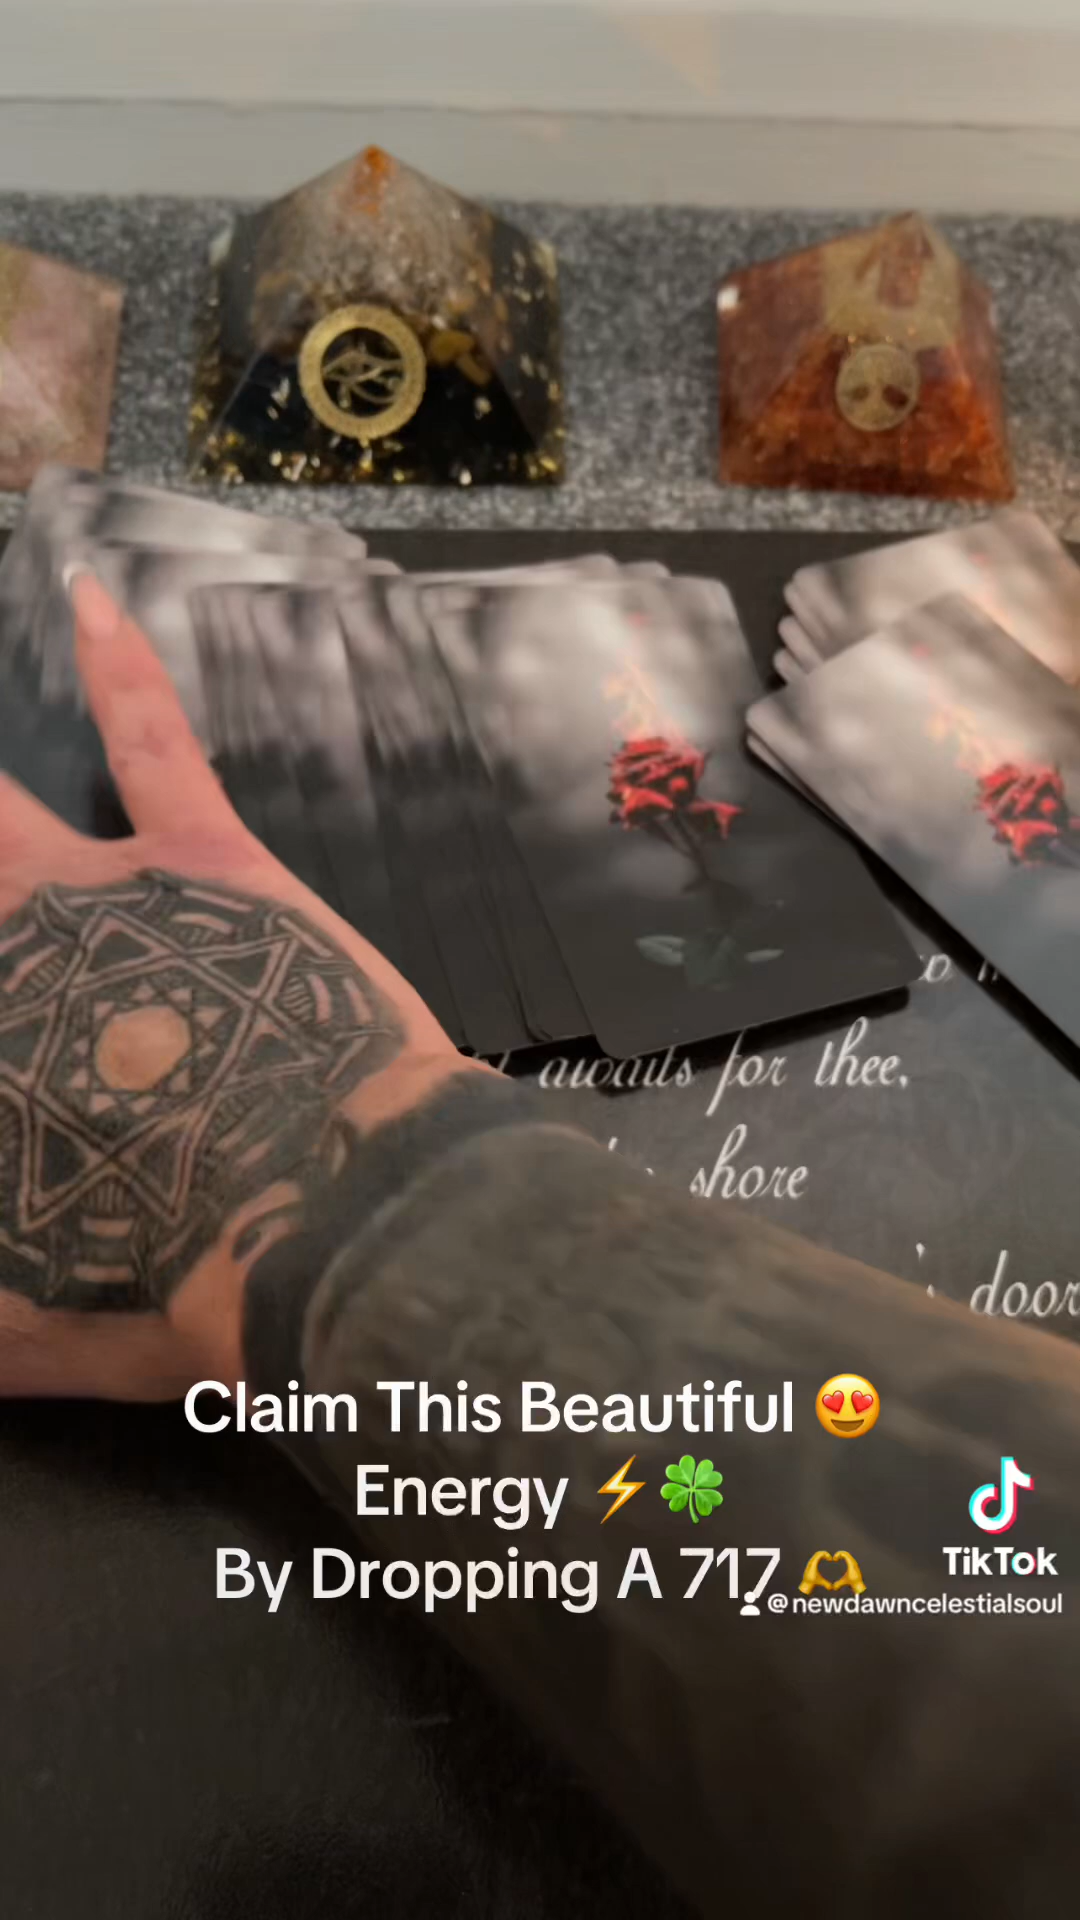 awaits for thee,
shore
door
Claim This Beautiful 😍
Energy ⚡🍀
By Dropping A 717 🫶
TikTok
@newdawncelestialsoul